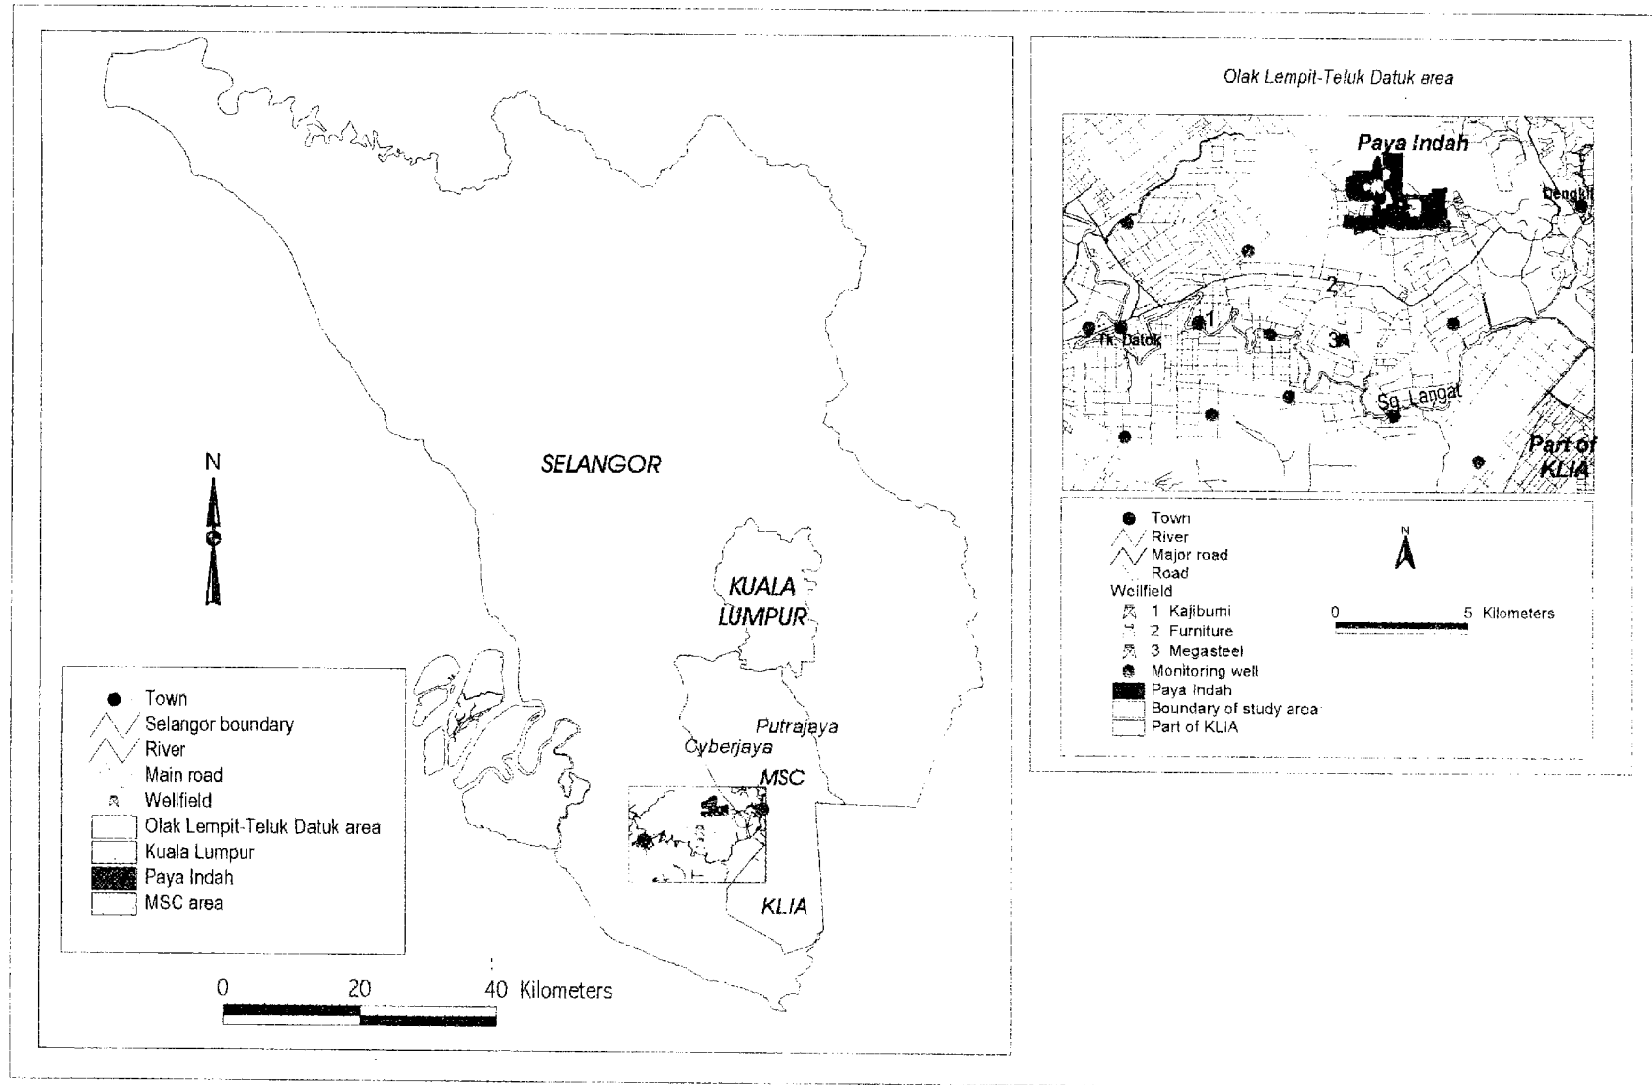 N
SELANGOR
KUALA
LUMPUR
Putrajaya
Cyberjaya
MSC
KLIA
Town
Selangor boundary
River
Main road
Wellfield
Olak Lempit-Teluk Datuk area
Kuala Lumpur
Paya Indah
MSC area
0 20 40 Kilometers
Olak Lempit-Teluk Datuk area
Paya Indah
Dengkil
2
1
Tk. Datok
3
Sg. Langat
Part of
KLIA
Town
River
Major road
Road
Wellfield
1 Kajibumi
2 Furniture
3 Megasteel
Monitoring well
Paya Indah
Boundary of study area
Part of KLIA
N
0 5 Kilometers